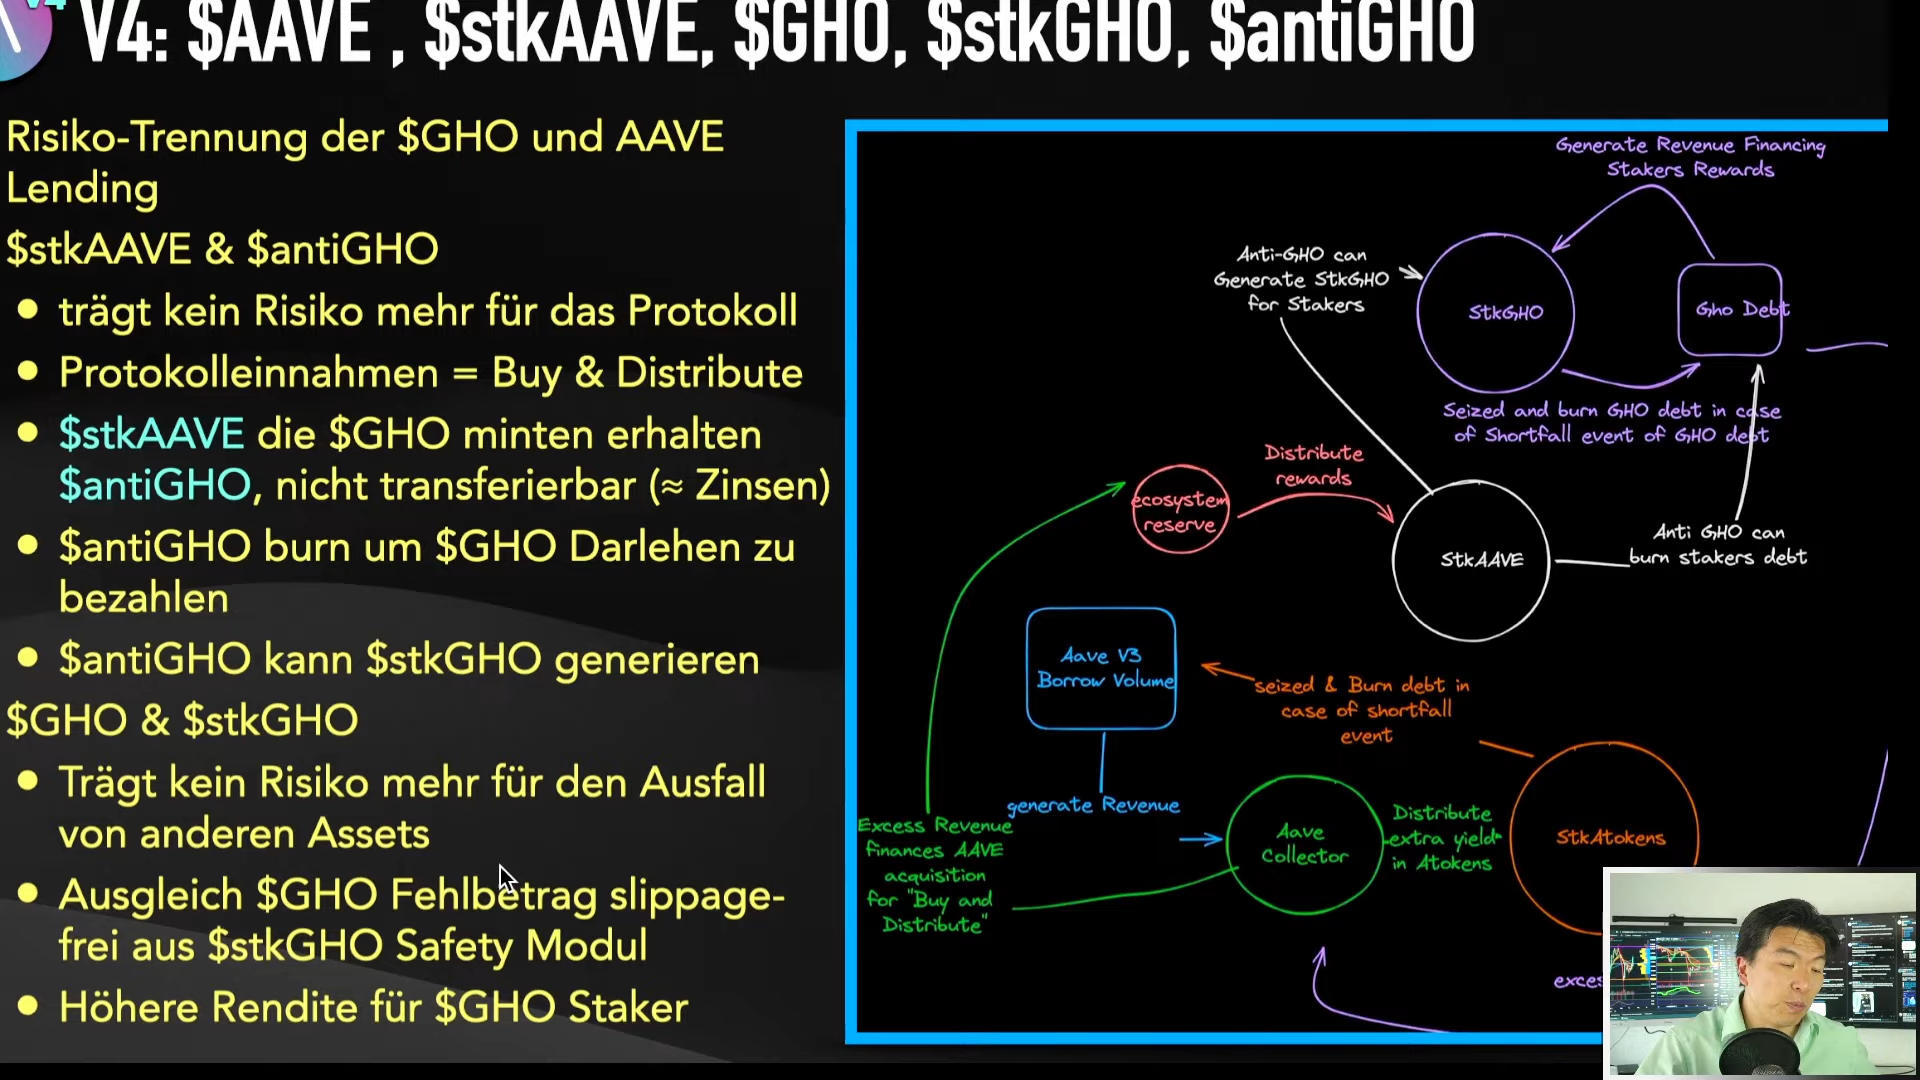 V4
V4: $AAVE , $stkAAVE, $GHO, $stkGHO, $antiGHO
Risiko-Trennung der $GHO und AAVE
Lending
$stkAAVE & $antiGHO
• trägt kein Risiko mehr für das Protokoll
• Protokolleinnahmen = Buy & Distribute
• $stkAAVE die $GHO minten erhalten
$antiGHO, nicht transferierbar (≈ Zinsen)
• $antiGHO burn um $GHO Darlehen zu
bezahlen
• $antiGHO kann $stkGHO generieren
$GHO & $stkGHO
• Trägt kein Risiko mehr für den Ausfall
von anderen Assets
• Ausgleich $GHO Fehlbetrag slippage-
frei aus $stkGHO Safety Modul
• Höhere Rendite für $GHO Staker
Generate Revenue Financing
Stakers Rewards
Anti-GHO can
Generate StkGHO
for Stakers
StkGHO
Gho Debt
Seized and burn GHO debt in case
of Shortfall event of GHO debt
Distribute
rewards
ecosystem
reserve
StkAAVE
Anti GHO can
burn stakers debt
Aave V3
Borrow Volume
seized & Burn debt in
case of shortfall
event
generate Revenue
Excess Revenue
finances AAVE
acquisition
for "Buy and
Distribute"
Aave
Collector
Distribute
extra yield
in Atokens
StkAtokens